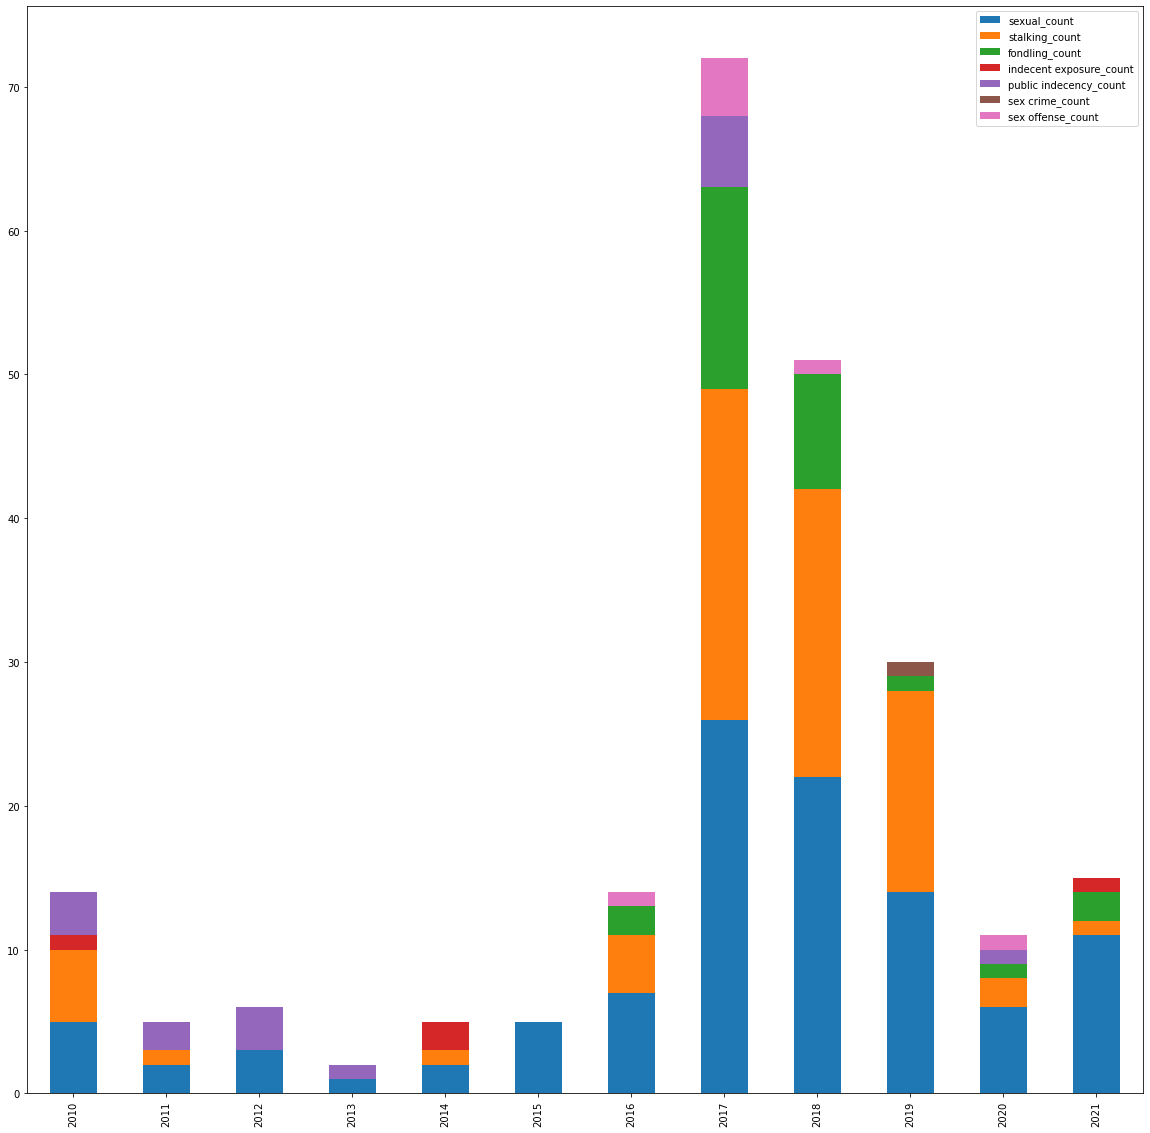 sexual_count
stalking_count
fondling_count
indecent exposure_count
public indecency_count
sex crime_count
sex offense_count
70
60
50
40
30
20
10
0
2010 2011 2012 2013 2014 2015 2016 2017 2018 2019 2020 2021